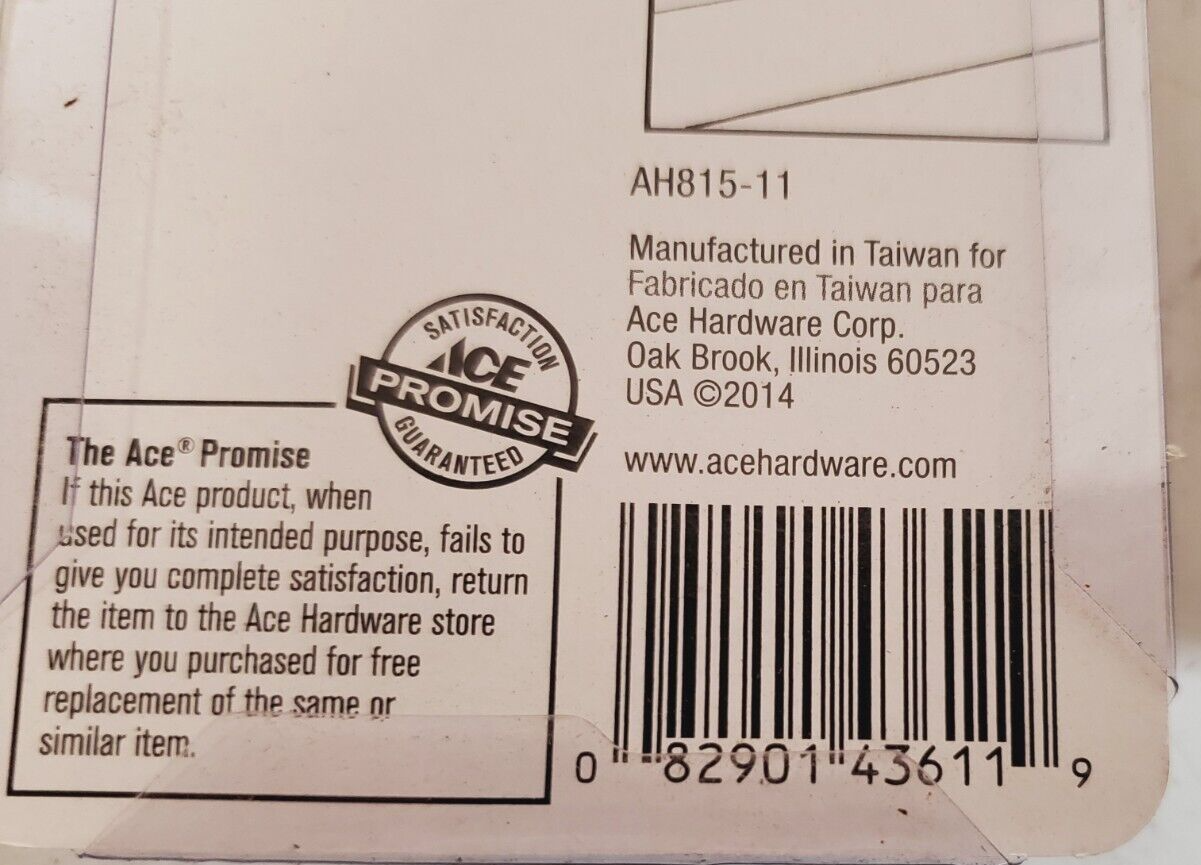 AH815-11
Manufactured in Taiwan for
Fabricado en Taiwan para
Ace Hardware Corp.
Oak Brook, Illinois 60523
USA ©2014
www.acehardware.com
SATISFACTION
ACE
PROMISE
GUARANTEED
The Ace® Promise
If this Ace product, when
used for its intended purpose, fails to
give you complete satisfaction, return
the item to the Ace Hardware store
where you purchased for free
replacement of the same or
similar item.
0 82901 43611 9